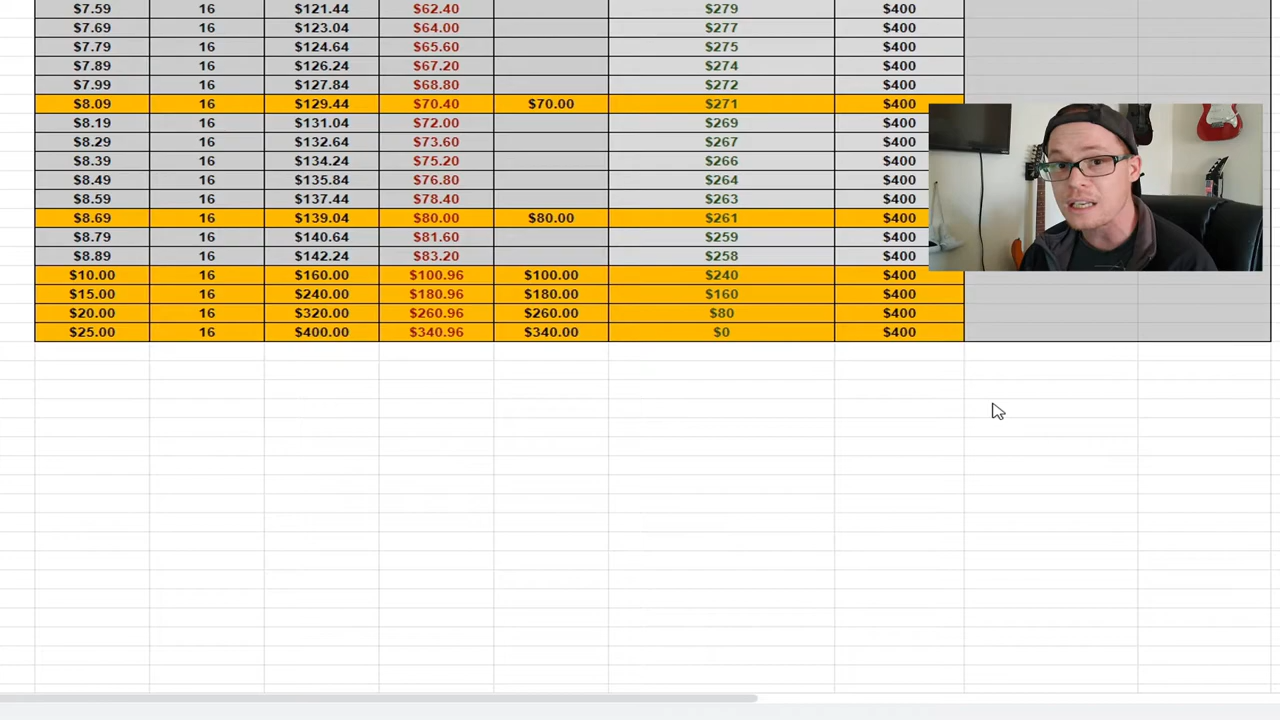 $7.59 16 $121.44 $62.40 $279 $400
$7.69 16 $123.04 $64.00 $277 $400
$7.79 16 $124.64 $65.60 $275 $400
$7.89 16 $126.24 $67.20 $274 $400
$7.99 16 $127.84 $68.80 $272 $400
$8.09 16 $129.44 $70.40 $70.00 $271 $400
$8.19 16 $131.04 $72.00 $269 $400
$8.29 16 $132.64 $73.60 $267 $400
$8.39 16 $134.24 $75.20 $266 $400
$8.49 16 $135.84 $76.80 $264 $400
$8.59 16 $137.44 $78.40 $263 $400
$8.69 16 $139.04 $80.00 $80.00 $261 $400
$8.79 16 $140.64 $81.60 $259 $400
$8.89 16 $142.24 $83.20 $258 $400
$10.00 16 $160.00 $100.96 $100.00 $240 $400
$15.00 16 $240.00 $180.96 $180.00 $160 $400
$20.00 16 $320.00 $260.96 $260.00 $80 $400
$25.00 16 $400.00 $340.96 $340.00 $0 $400